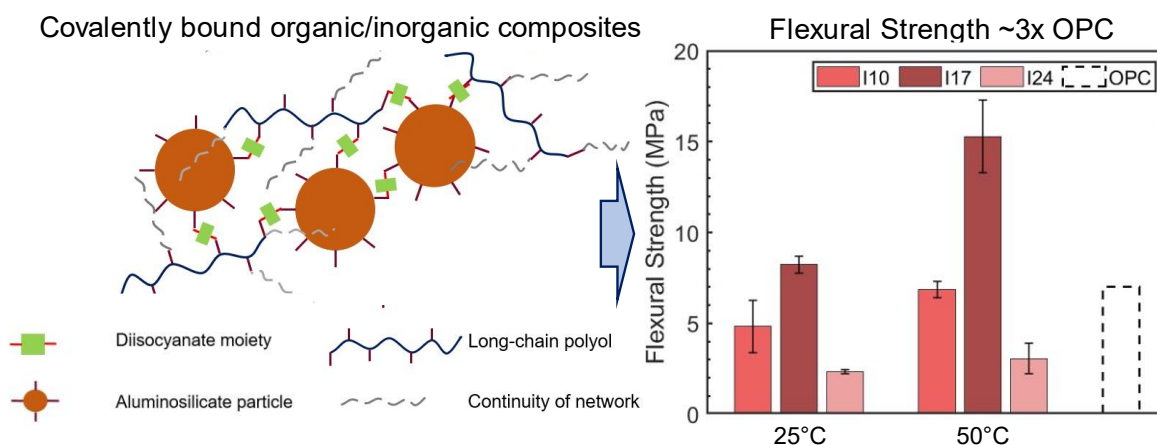 Covalently bound organic/inorganic composites
Diisocyanate moiety
Long-chain polyol
Aluminosilicate particle
Continuity of network
Flexural Strength ~3x OPC
I10
I17
I24
OPC
Flexural Strength (MPa)
20
15
10
5
0
25°C
50°C